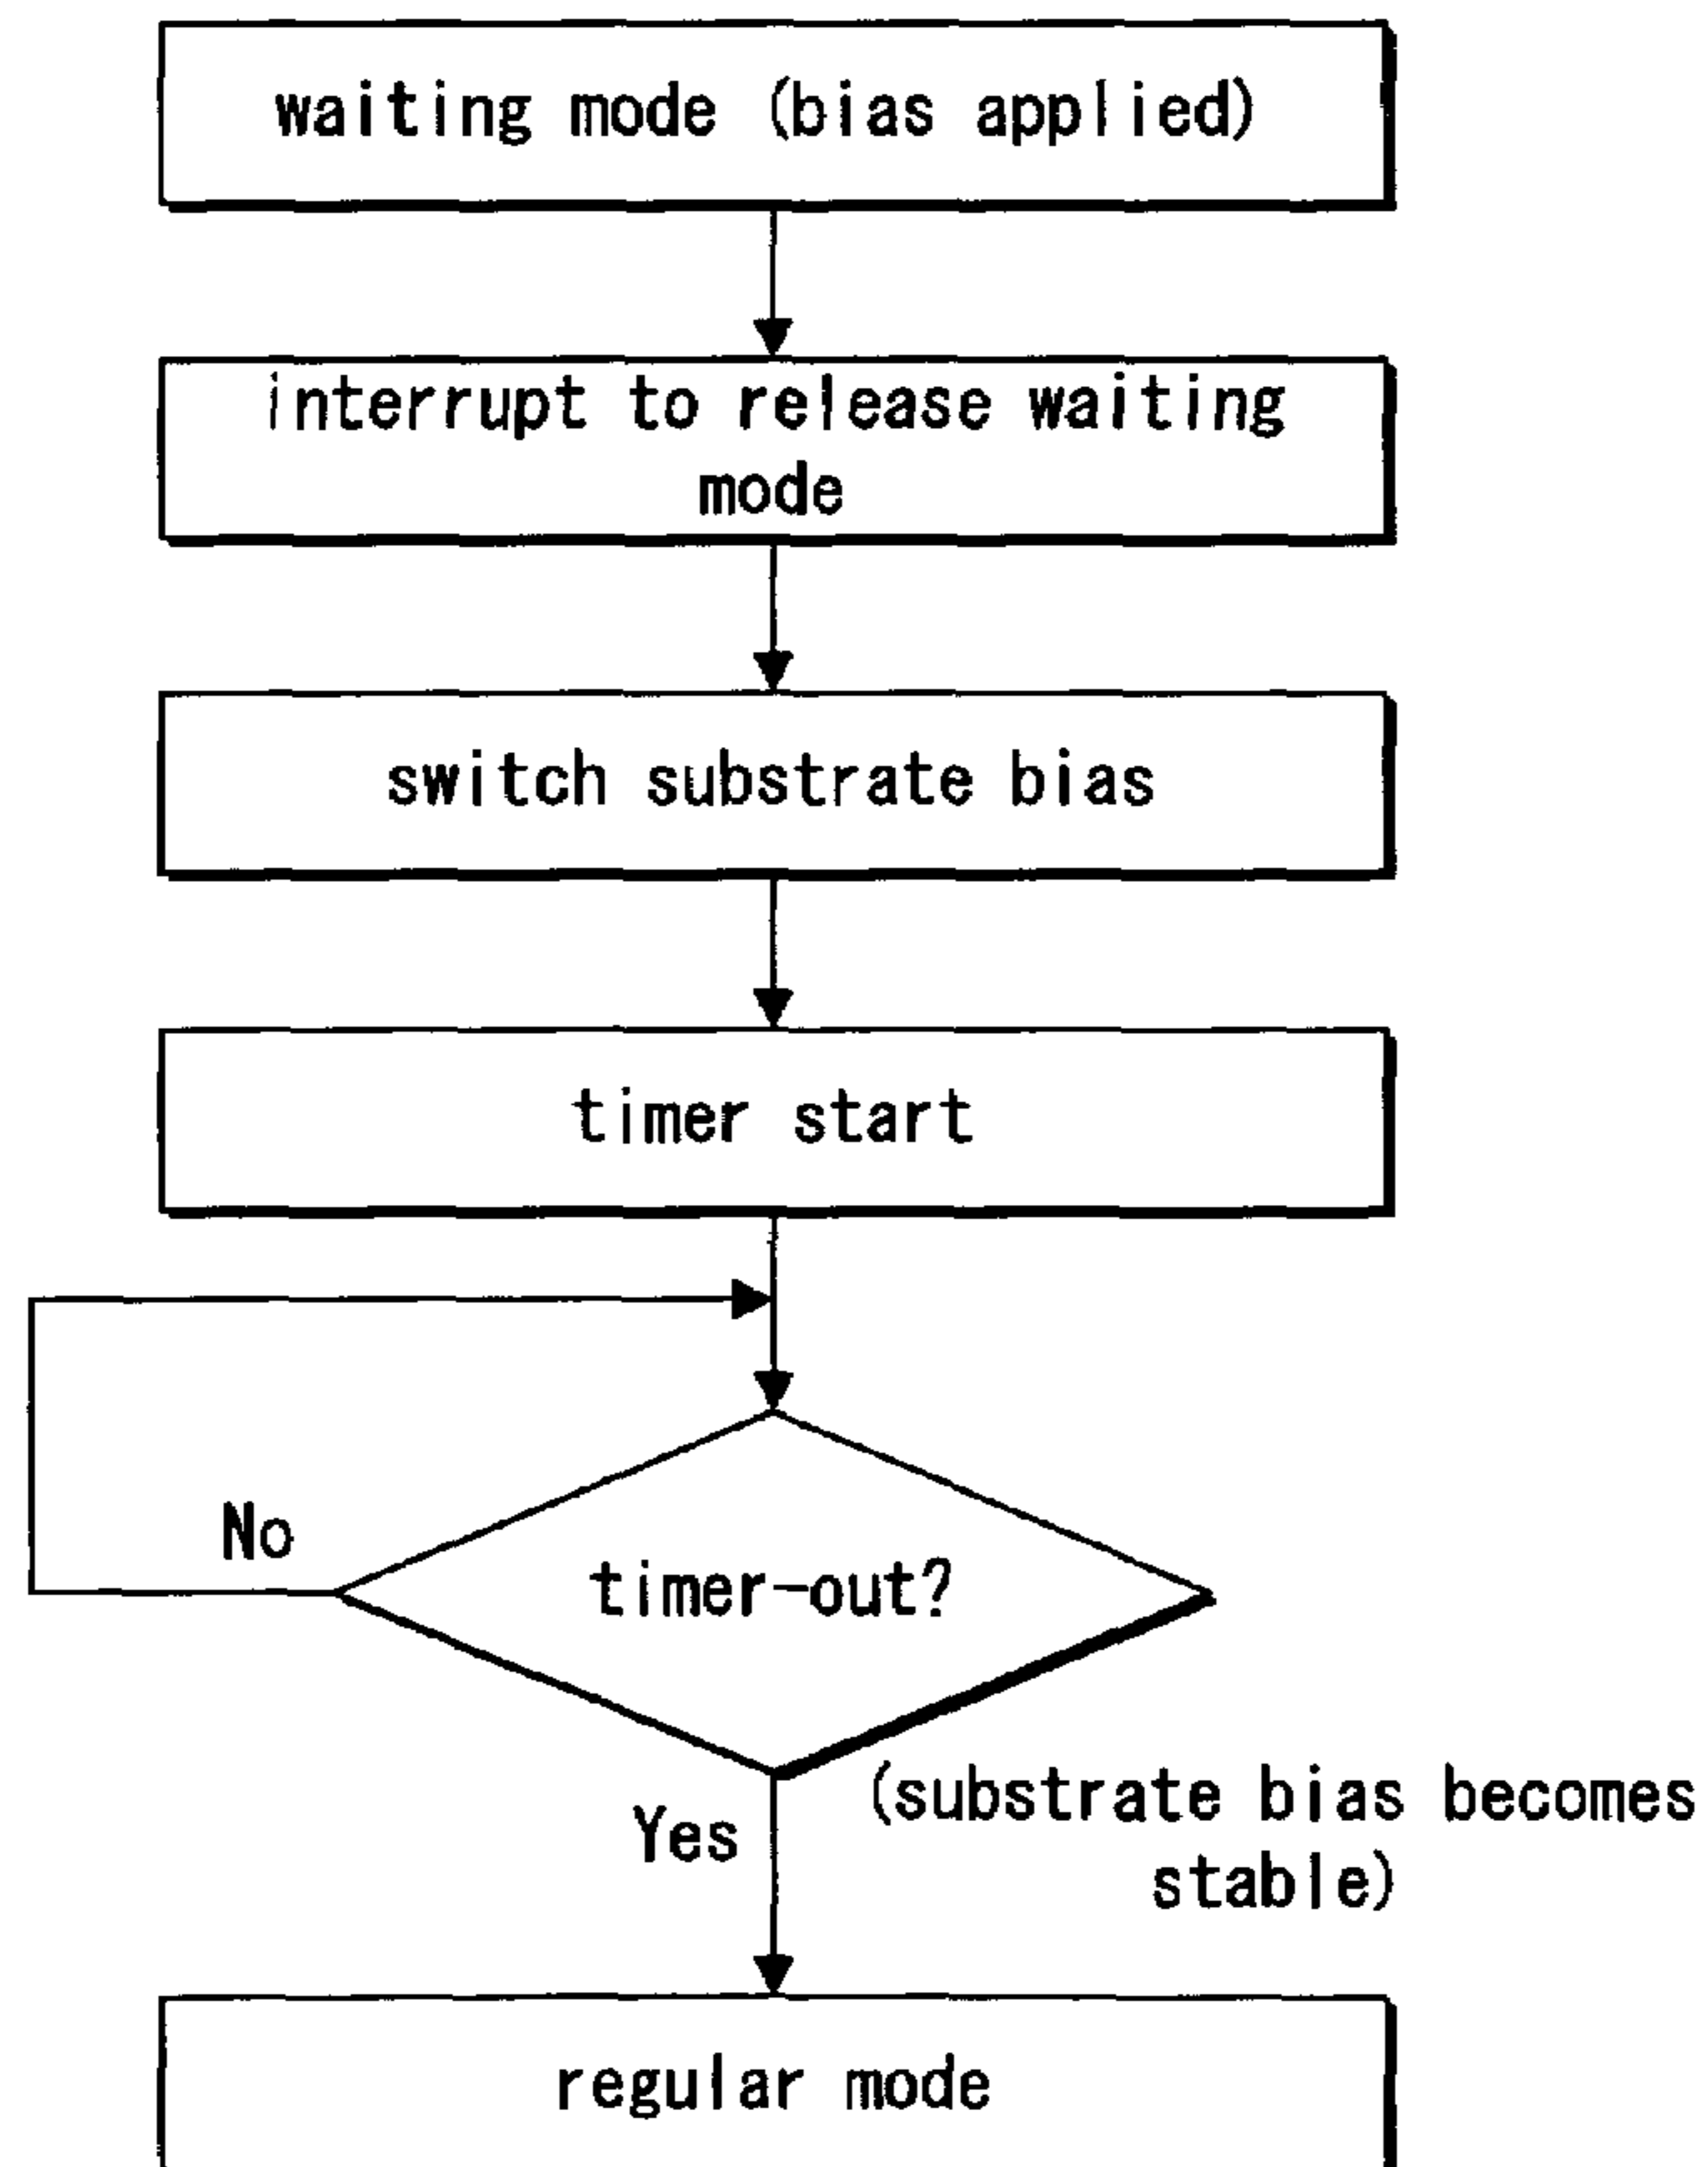 waiting mode (bias applied)
interrupt to release waiting
mode
switch substrate bias
timer start
No
timer-out?
Yes
(substrate bias becomes
stable)
regular mode